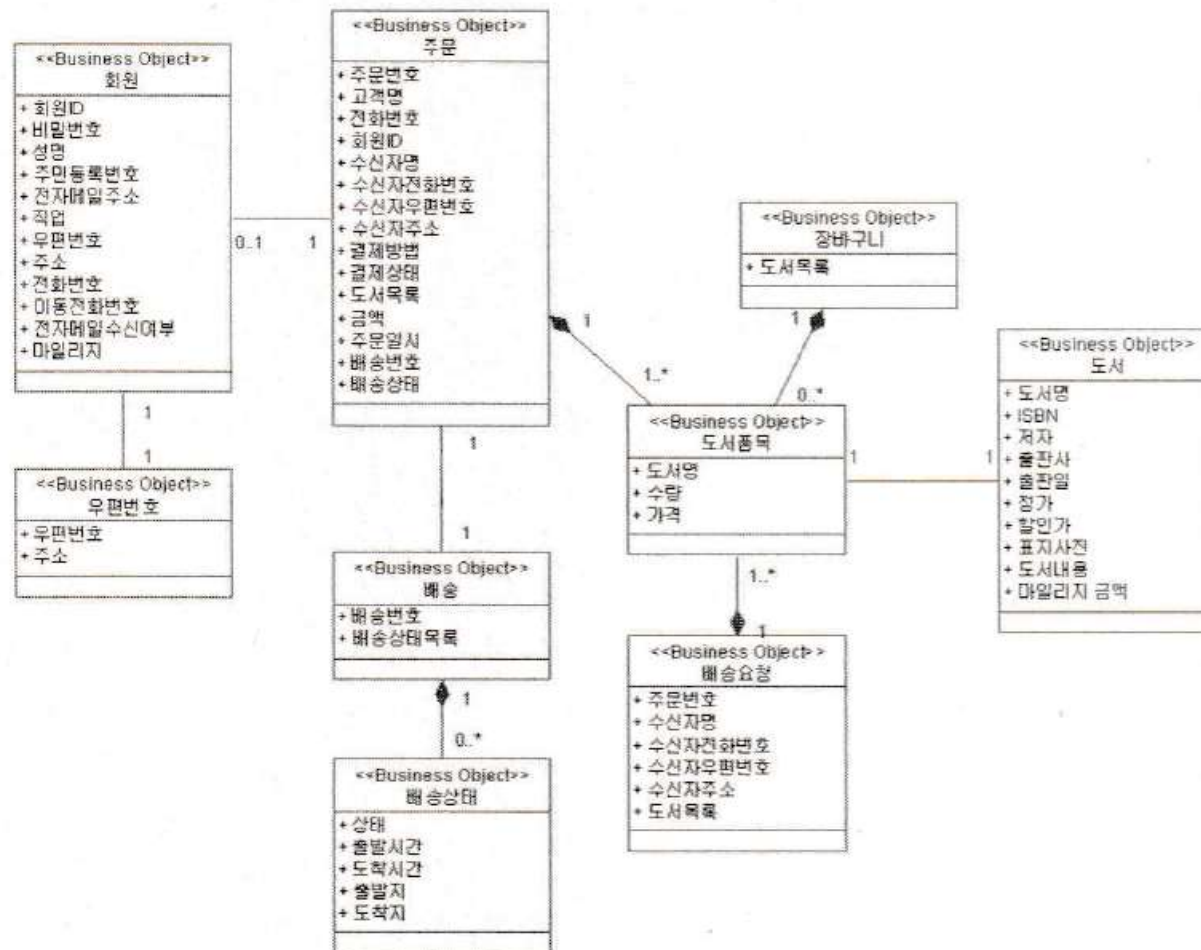 <<Business Object>>
회원
+ 회원ID
+ 비밀번호
+ 성명
+ 주민등록번호
+ 전자메일주소
+ 직업
+ 우편번호
+ 주소
+ 전화번호
+ 이동전화번호
+ 전자메일수신여부
+ 마일리지
0..1
1
1
1
<<Business Object>>
우편번호
+ 우편번호
+ 주소
<<Business Object>>
주문
+ 주문번호
+ 고객명
+ 전화번호
+ 회원ID
+ 수신자명
+ 수신자전화번호
+ 수신자우편번호
+ 수신자주소
+ 결제방법
+ 결제상태
+ 도서목록
+ 금액
+ 주문일시
+ 배송번호
+ 배송상태
1
1
<<Business Object>>
배송
+ 배송번호
+ 배송상태목록
1
0..*
<<Business Object>>
배송상태
+ 상태
+ 출발시간
+ 도착시간
+ 출발지
+ 도착지
<<Business Object>>
장바구니
+ 도서목록
1
1
1..*
0..*
<<Business Object>>
도서품목
+ 도서명
+ 수량
+ 가격
1
1
1..*
1
<<Business Object>>
배송요청
+ 주문번호
+ 수신자명
+ 수신자전화번호
+ 수신자우편번호
+ 수신자주소
+ 도서목록
<<Business Object>>
도서
+ 도서명
+ ISBN
+ 저자
+ 출판사
+ 출판일
+ 정가
+ 할인가
+ 표지사진
+ 도서내용
+ 마일리지 금액